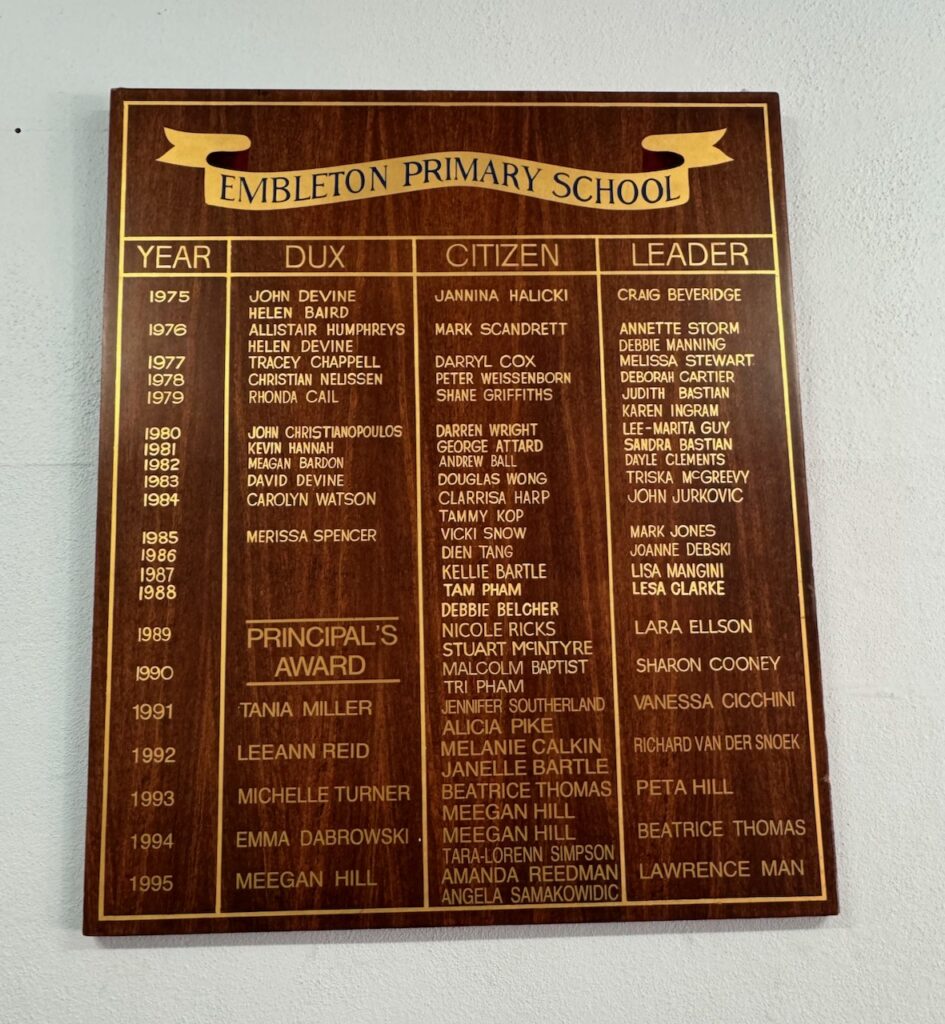 EMBLETON PRIMARY SCHOOL
YEAR DUX CITIZEN LEADER
1975 JOHN DEVINE JANNINA HALICKI CRAIG BEVERIDGE
HELEN BAIRD
1976 ALLISTAIR HUMPHREYS MARK SCANDRETT ANNETTE STORM
HELEN DEVINE DEBBIE MANNING
1977 TRACEY CHAPPELL DARRYL COX MELISSA STEWART
1978 CHRISTIAN NELISSEN PETER WEISSENBORN DEBORAH CARTIER
1979 RHONDA CAIL SHANE GRIFFITHS JUDITH BASTIAN
KAREN INGRAM
1980 JOHN CHRISTIANOPOULOS DARREN WRIGHT LEE-MARITA GUY
1981 KEVIN HANNAH GEORGE ATTARD SANDRA BASTIAN
1982 MEAGAN BARDON ANDREW BALL DAYLE CLEMENTS
1983 DAVID DEVINE DOUGLAS WONG TRISKA McGREEVY
1984 CAROLYN WATSON CLARRISA HARP JOHN JURKOVIC
TAMMY KOP
1985 MERISSA SPENCER VICKI SNOW MARK JONES
1986 DIEN TANG JOANNE DEBSKI
1987 KELLIE BARTLE LISA MANGINI
1988 TAM PHAM LESA CLARKE
DEBBIE BELCHER
1989 PRINCIPAL'S NICOLE RICKS LARA ELLSON
STUART McINTYRE
1990 AWARD MALCOLM BAPTIST SHARON COONEY
TRI PHAM
1991 TANIA MILLER JENNIFER SOUTHERLAND VANESSA CICCHINI
ALICIA PIKE
1992 LEEANN REID MELANIE CALKIN RICHARD VAN DER SNOEK
JANELLE BARTLE
1993 MICHELLE TURNER BEATRICE THOMAS PETA HILL
MEEGAN HILL
1994 EMMA DABROWSKI MEEGAN HILL BEATRICE THOMAS
TARA-LORENN SIMPSON
1995 MEEGAN HILL AMANDA REEDMAN LAWRENCE MAN
ANGELA SAMAKOWIDIC